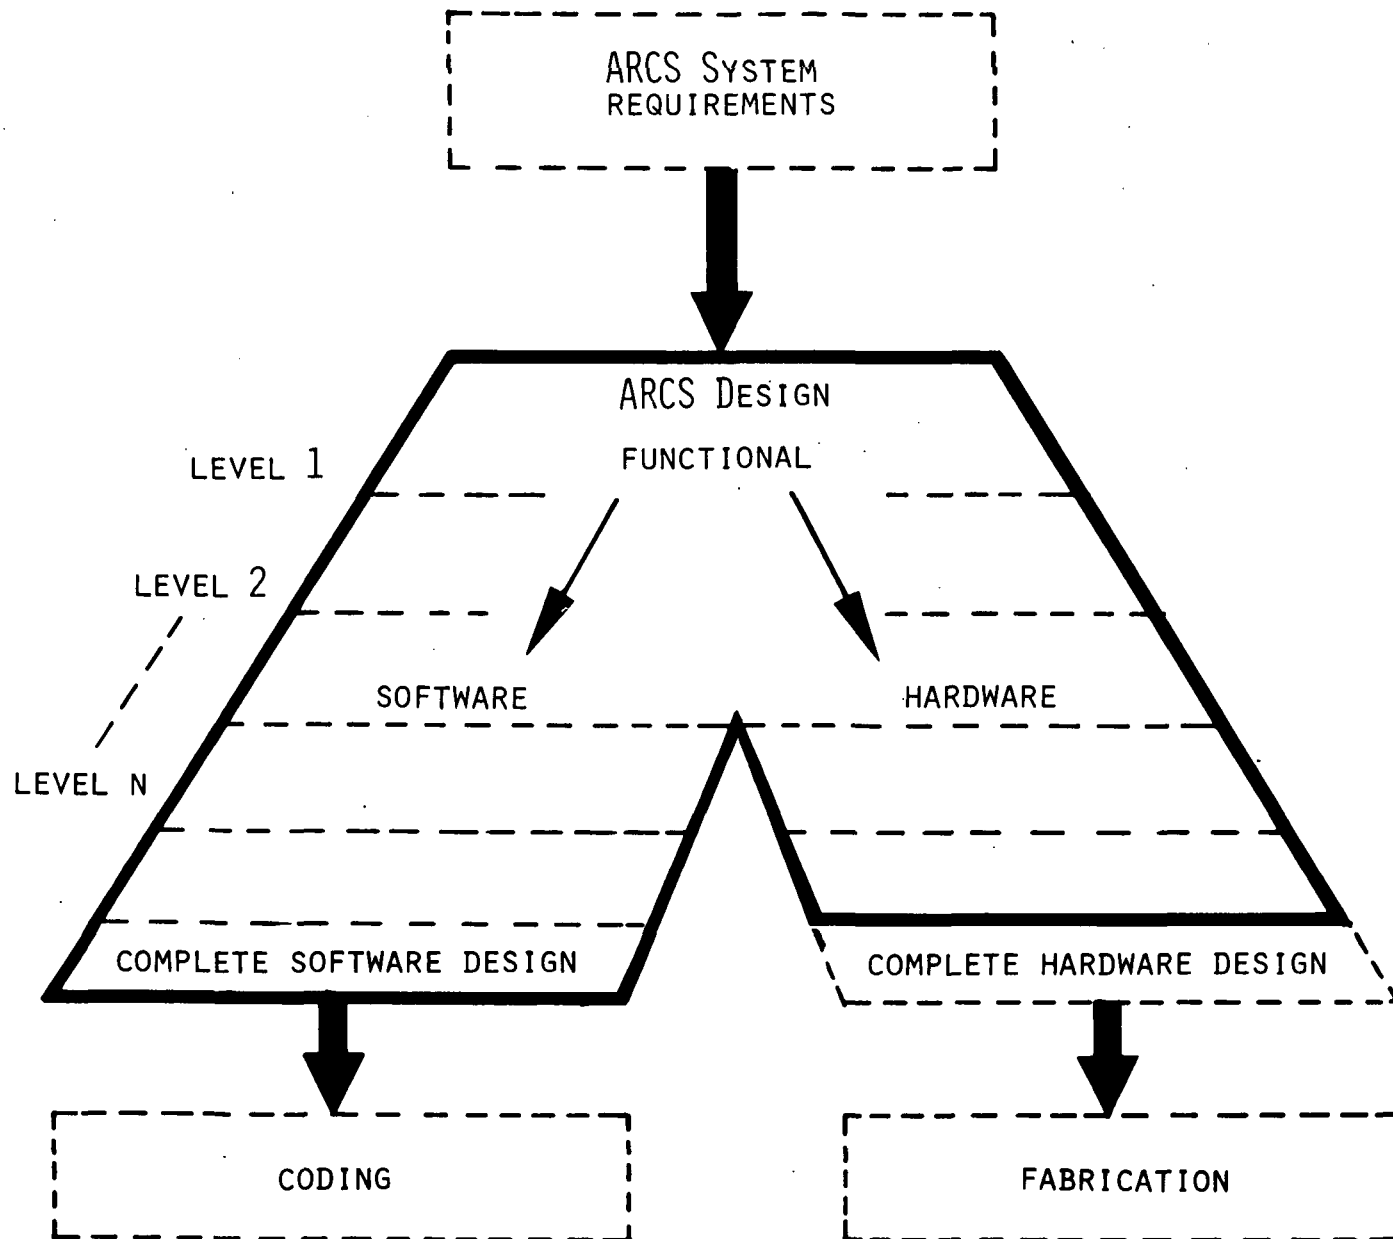 ARCS SYSTEM
REQUIREMENTS
ARCS DESIGN
FUNCTIONAL
LEVEL 1
LEVEL 2
SOFTWARE
HARDWARE
LEVEL N
COMPLETE SOFTWARE DESIGN
COMPLETE HARDWARE DESIGN
CODING
FABRICATION